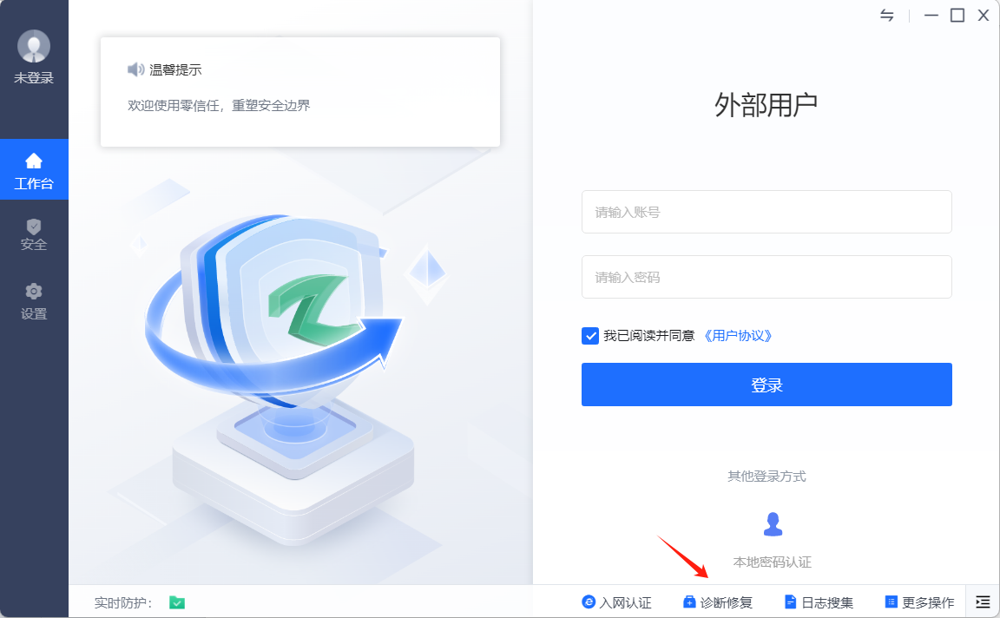 未登录
工作台
安全
设置
温馨提示
欢迎使用零信任，重塑安全边界
外部用户
请输入账号
请输入密码
我已阅读并同意 《用户协议》
登录
其他登录方式
本地密码认证
实时防护：
入网认证 诊断修复 日志搜集 更多操作